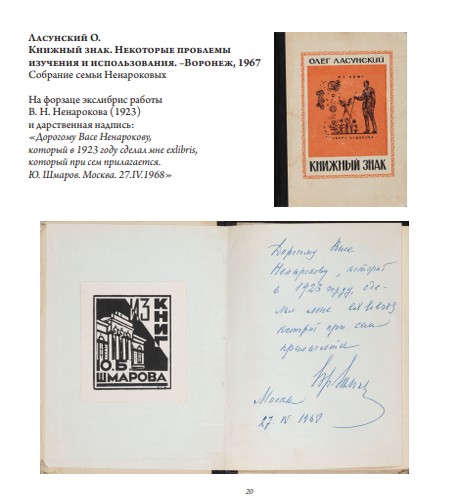 Ласунский О.
Книжный знак. Некоторые проблемы
изучения и использования. –Воронеж, 1967
Собрание семьи Ненароковых
На форзаце экслибрис работы
В. Н. Ненарокова (1923)
и дарственная надпись:
«Дорогому Васе Ненарокову,
который в 1923 году сделал мне exlibris,
который при сем прилагается.
Ю. Шмаров. Москва. 27.IV.1968»
ОЛЕГ ЛАСУНСКИЙ
КНИЖНЫЙ ЗНАК
ИЗ
КНИГ
Ю.Б.
ШМАРОВА
Дорогому Васе
Ненарокову, который
в 1923 году, сде-
лал мне exlibris
который при сем
прилагается
Москва
27 IV 1968
20